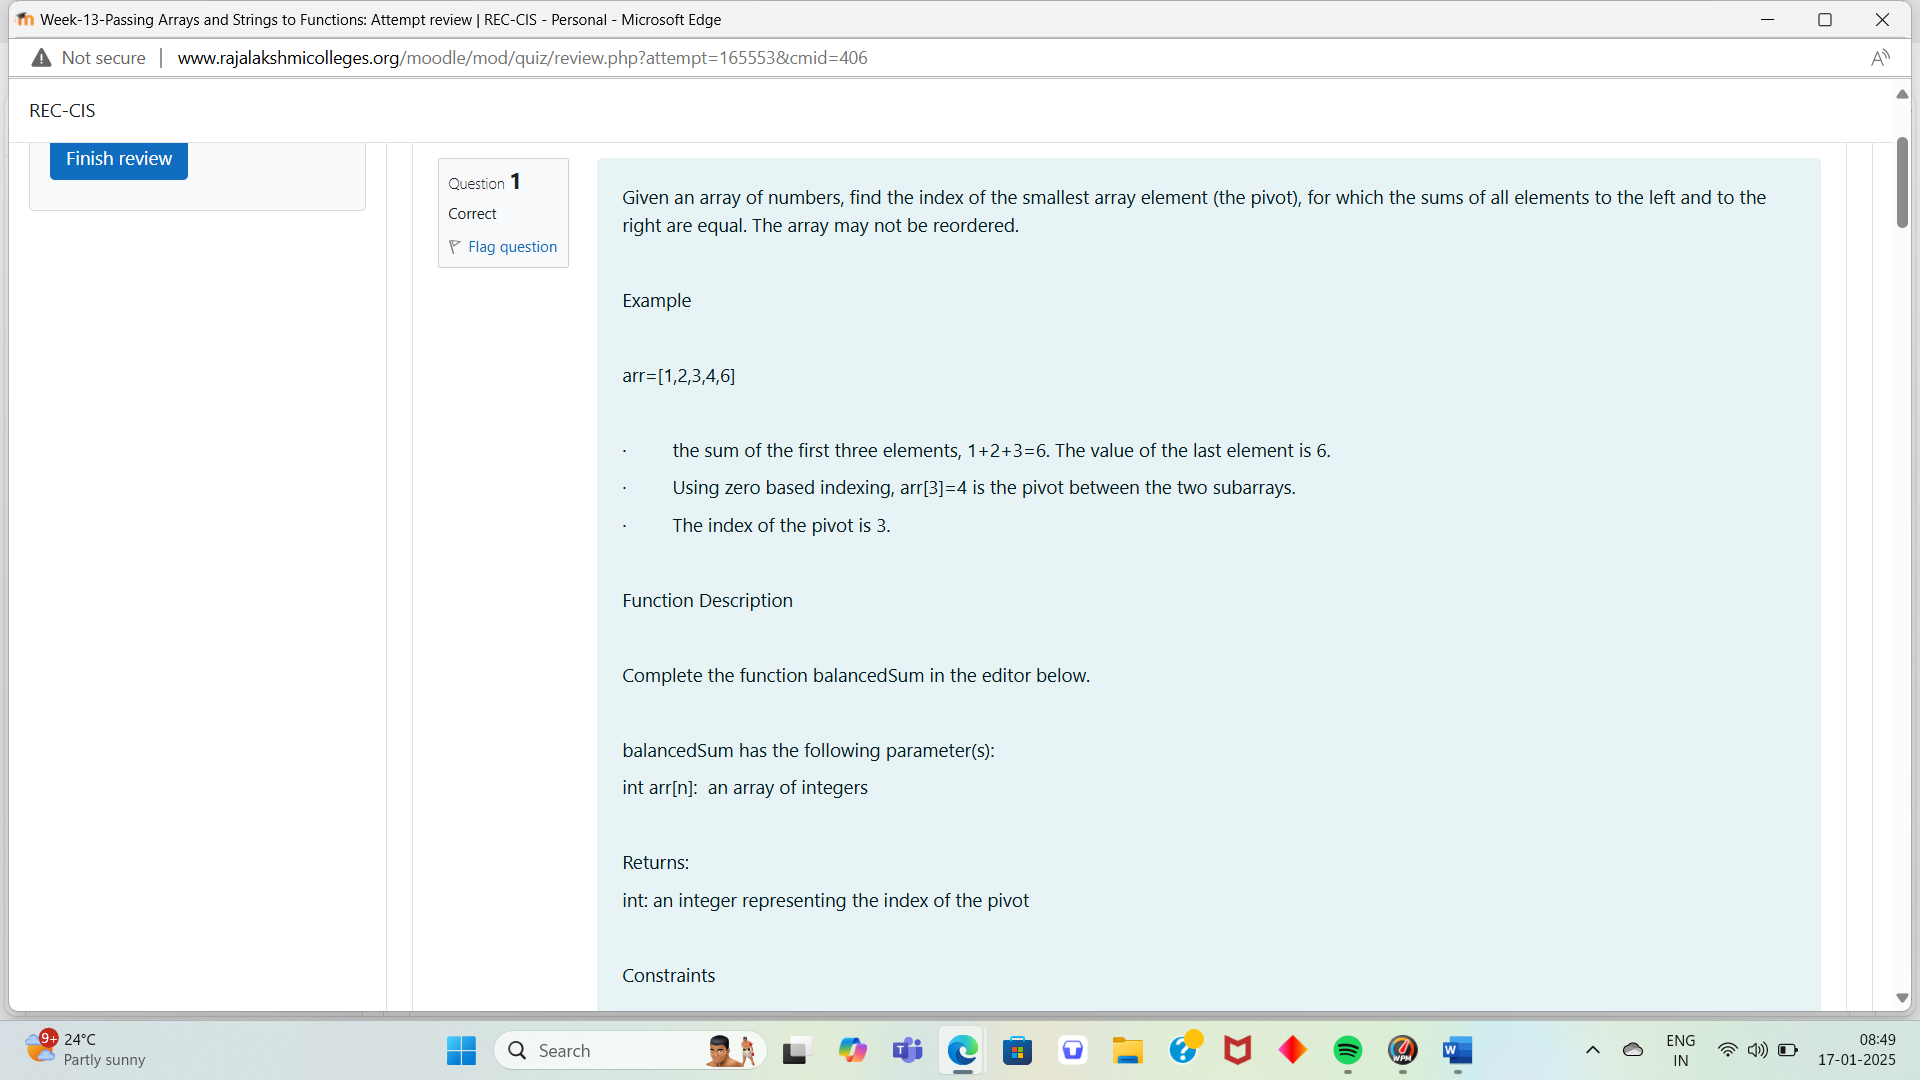 Week-13-Passing Arrays and Strings to Functions: Attempt review | REC-CIS - Personal - Microsoft Edge
Not secure | www.rajalakshmicolleges.org/moodle/mod/quiz/review.php?attempt=165553&cmid=406
REC-CIS
Finish review
Question 1
Correct
Flag question
Given an array of numbers, find the index of the smallest array element (the pivot), for which the sums of all elements to the left and to the
right are equal. The array may not be reordered.
Example
arr=[1,2,3,4,6]
· the sum of the first three elements, 1+2+3=6. The value of the last element is 6.
· Using zero based indexing, arr[3]=4 is the pivot between the two subarrays.
· The index of the pivot is 3.
Function Description
Complete the function balancedSum in the editor below.
balancedSum has the following parameter(s):
int arr[n]:  an array of integers
Returns:
int: an integer representing the index of the pivot
Constraints
9+
24°C
Partly sunny
Search
WPM
ENG
IN
08:49
17-01-2025